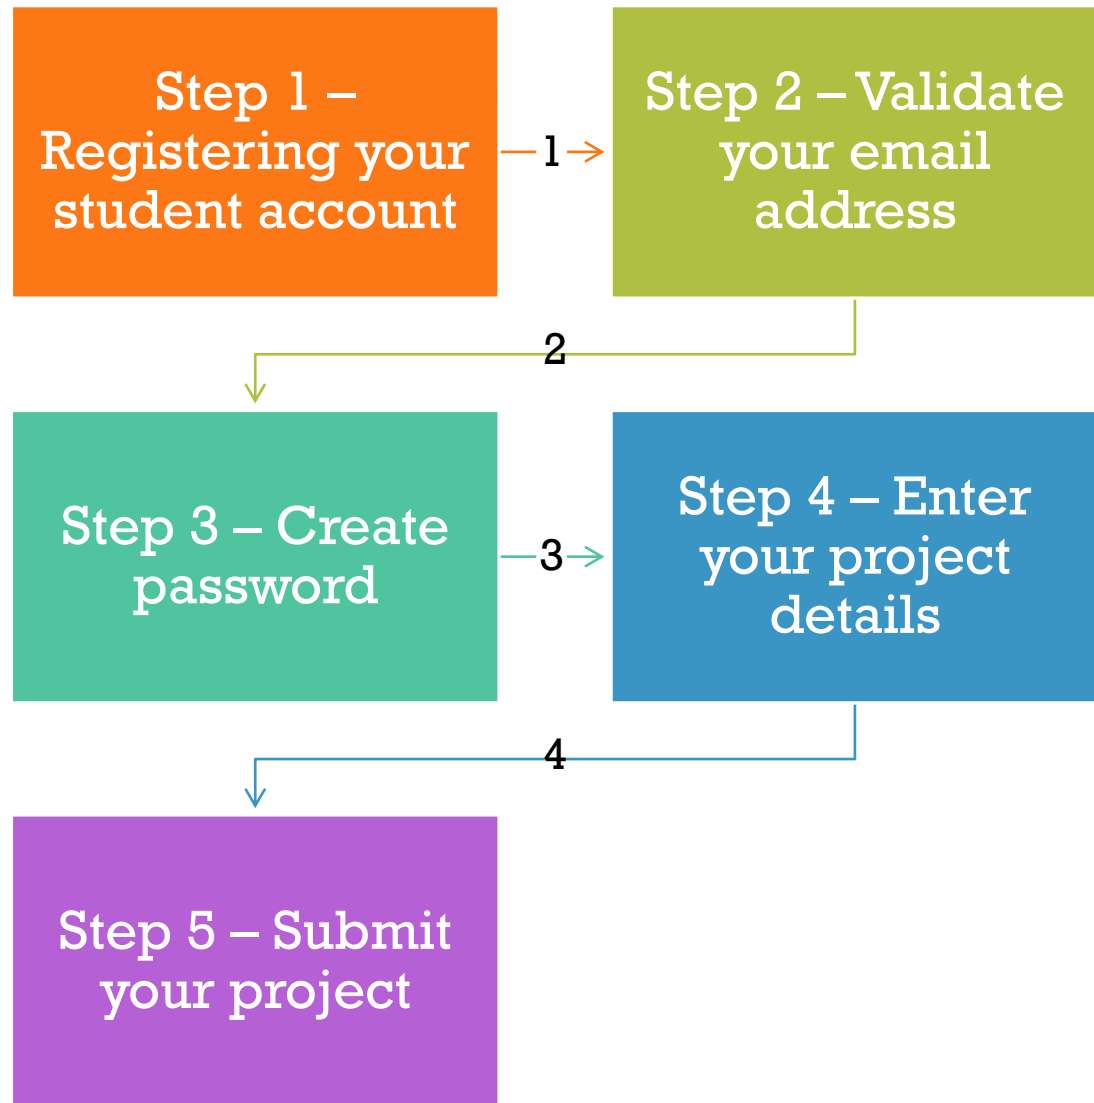 Step 1 –
Registering your
student account
1
Step 2 – Validate
your email
address
2
Step 3 – Create
password
3
Step 4 – Enter
your project
details
4
Step 5 – Submit
your project